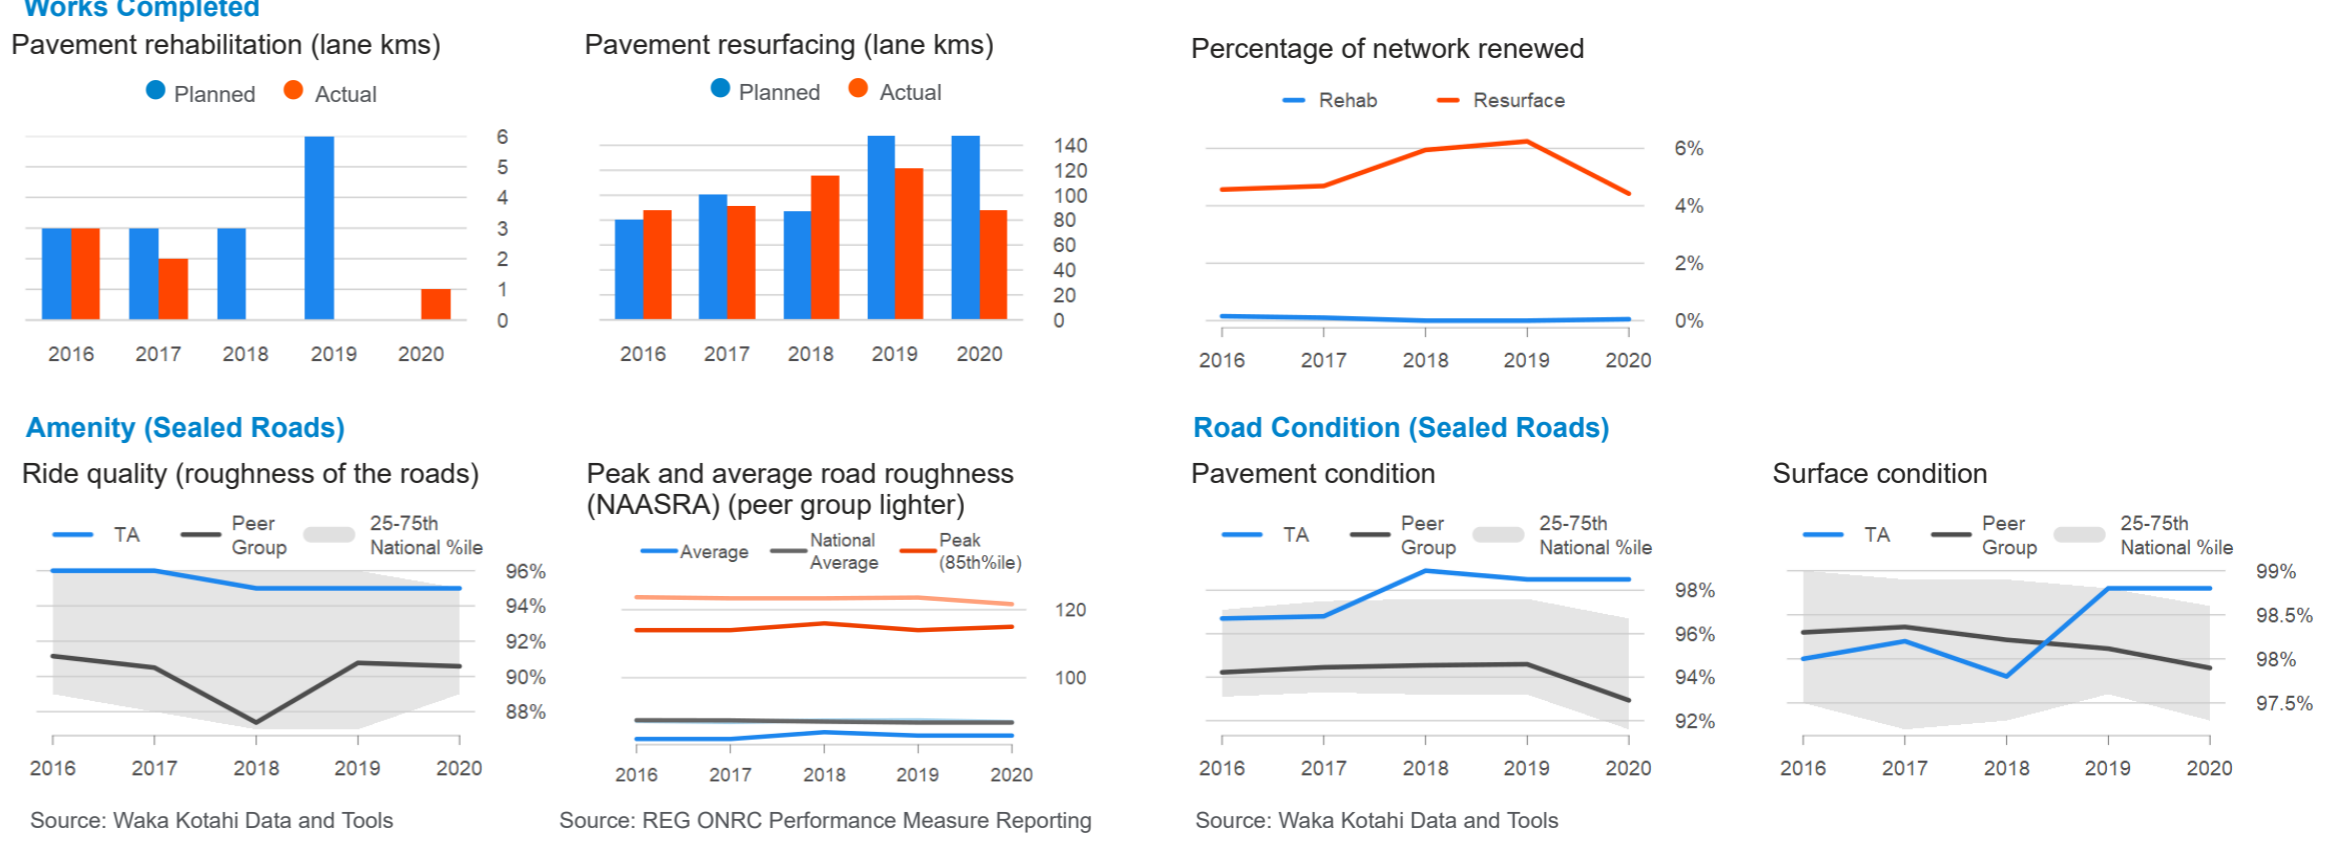 Works Completed
Pavement rehabilitation (lane kms)
Planned Actual
6
5
4
3
2
1
0
2016 2017 2018 2019 2020
Pavement resurfacing (lane kms)
Planned Actual
140
120
100
80
60
40
20
0
2016 2017 2018 2019 2020
Percentage of network renewed
Rehab Resurface
6%
4%
2%
0%
2016 2017 2018 2019 2020
Amenity (Sealed Roads)
Ride quality (roughness of the roads)
TA
Peer
Group
25-75th
National %ile
96%
94%
92%
90%
88%
2016 2017 2018 2019 2020
Source: Waka Kotahi Data and Tools
Peak and average road roughness
(NAASRA) (peer group lighter)
Average
National
Average
Peak
(85th%ile)
120
100
2016 2017 2018 2019 2020
Source: REG ONRC Performance Measure Reporting
Road Condition (Sealed Roads)
Pavement condition
TA
Peer
Group
25-75th
National %ile
98%
96%
94%
92%
2016 2017 2018 2019 2020
Source: Waka Kotahi Data and Tools
Surface condition
TA
Peer
Group
25-75th
National %ile
99%
98.5%
98%
97.5%
2016 2017 2018 2019 2020